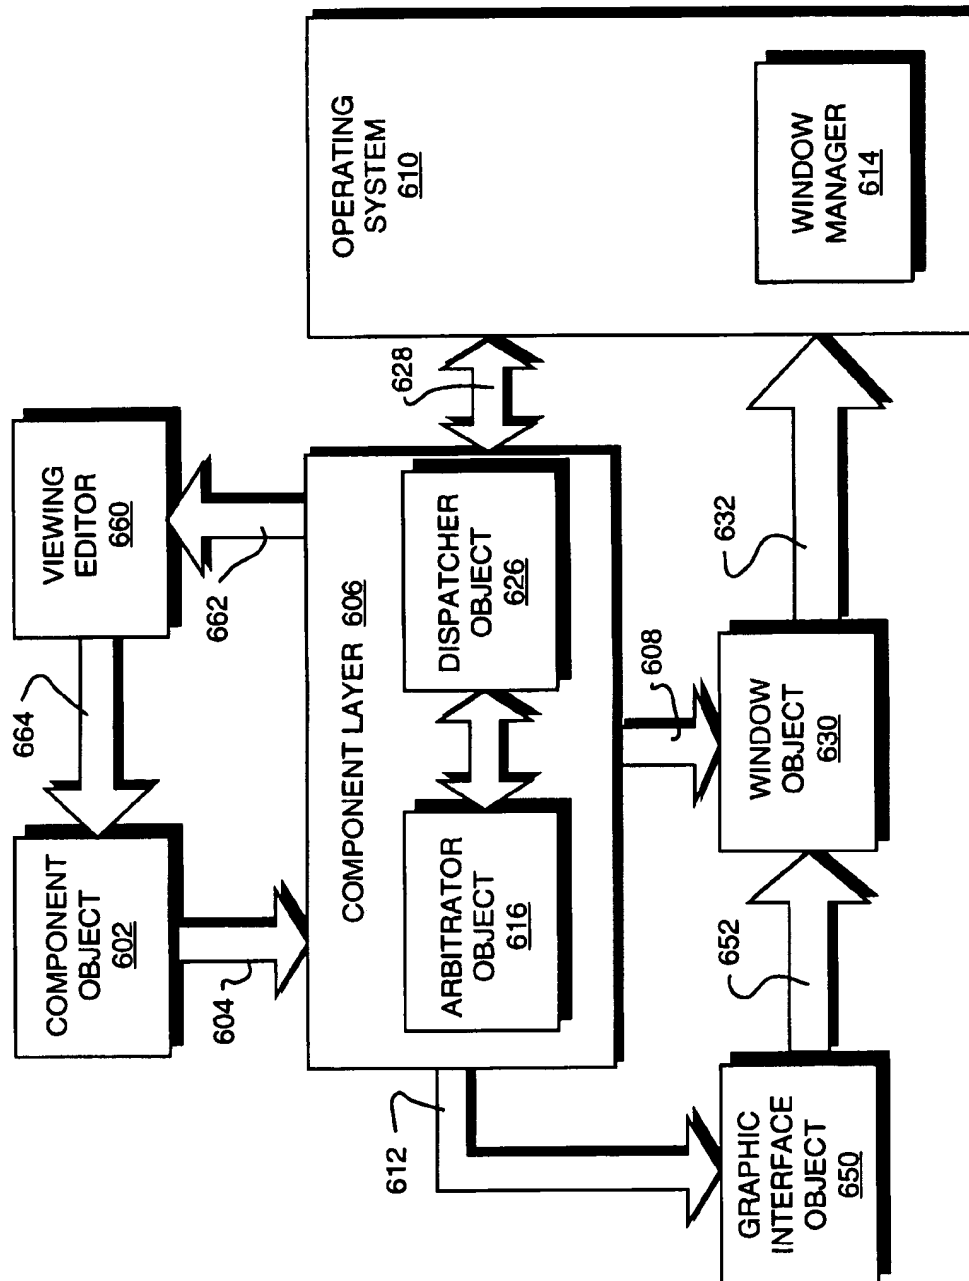 COMPONENT
OBJECT
602
664
VIEWING
EDITOR
660
604
662
COMPONENT LAYER 606
ARBITRATOR
OBJECT
616
DISPATCHER
OBJECT
626
628
OPERATING
SYSTEM
610
WINDOW
MANAGER
614
612
608
GRAPHIC
INTERFACE
OBJECT
650
652
WINDOW
OBJECT
630
632